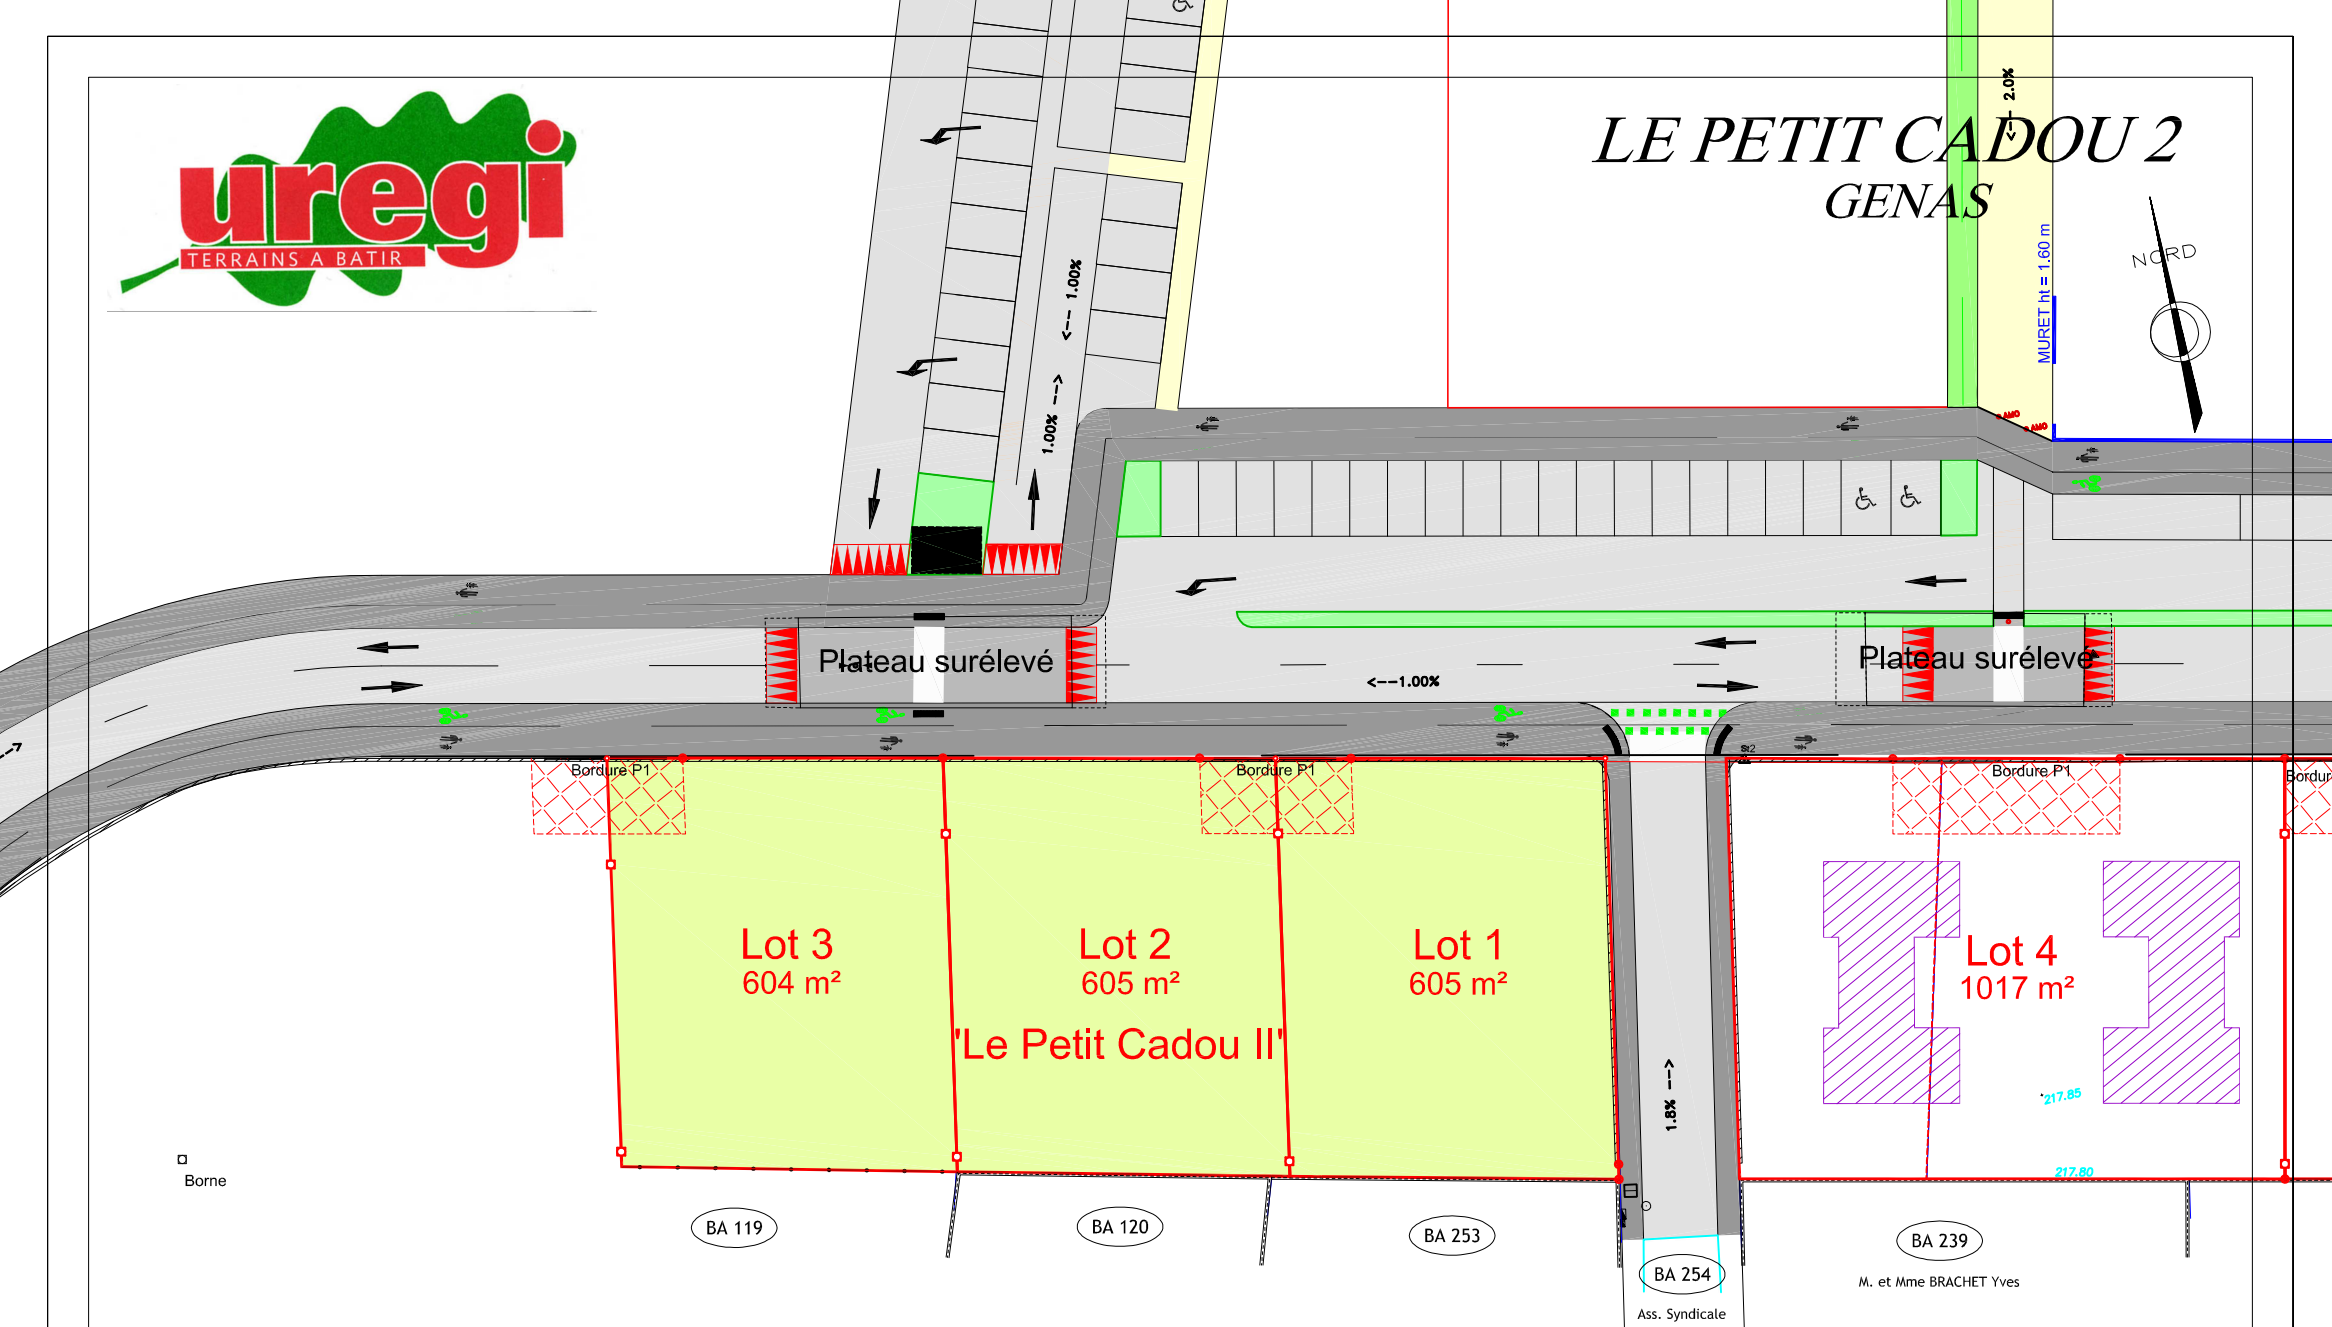 uregi
TERRAINS A BATIR
LE PETIT CADOU 2
GENAS
<-- 2.0%
MURET ht = 1.60 m
NORD
<-- 1.00%
1.00% -->
AMO
AMO
Plateau surélevé
Plateau surélevé
<--1.00%
Bordure P1
Bordure P1
Bordure P1
Bordur
Lot 3
604 m²
Lot 2
605 m²
Lot 1
605 m²
Lot 4
1017 m²
'Le Petit Cadou II'
1.8% -->
217.85
217.80
Borne
BA 119
BA 120
BA 253
BA 254
Ass. Syndicale
BA 239
M. et Mme BRACHET Yves